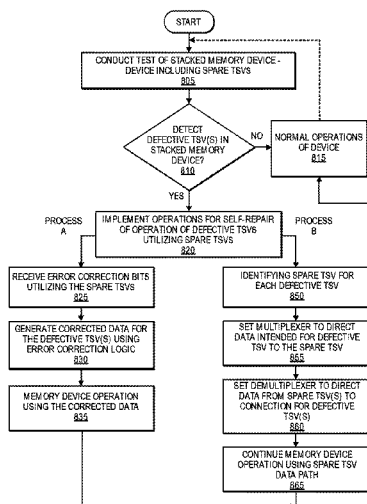 START
CONDUCT TEST OF STACKED MEMORY DEVICE -
DEVICE INCLUDING SPARE TSVS
805
DETECT
DEFECTIVE TSV(S) IN
STACKED MEMORY
DEVICE?
810
NO
NORMAL OPERATIONS
OF DEVICE
815
YES
PROCESS
A
IMPLEMENT OPERATIONS FOR SELF-REPAIR
OF OPERATION OF DEFECTIVE TSVS
UTILIZING SPARE TSVS
820
PROCESS
B
RECEIVE ERROR CORRECTION BITS
UTILIZING THE SPARE TSVS
825
GENERATE CORRECTED DATA FOR
THE DEFECTIVE TSV(S) USING
ERROR CORRECTION LOGIC
830
MEMORY DEVICE OPERATION
USING THE CORRECTED DATA
835
IDENTIFYING SPARE TSV FOR
EACH DEFECTIVE TSV
850
SET MULTIPLEXER TO DIRECT
DATA INTENDED FOR DEFECTIVE
TSV TO THE SPARE TSV
855
SET DEMULTIPLEXER TO DIRECT
DATA FROM SPARE TSV(S) TO
CONNECTION FOR DEFECTIVE
TSV(S)
860
CONTINUE MEMORY DEVICE
OPERATION USING SPARE TSV
DATA PATH
865